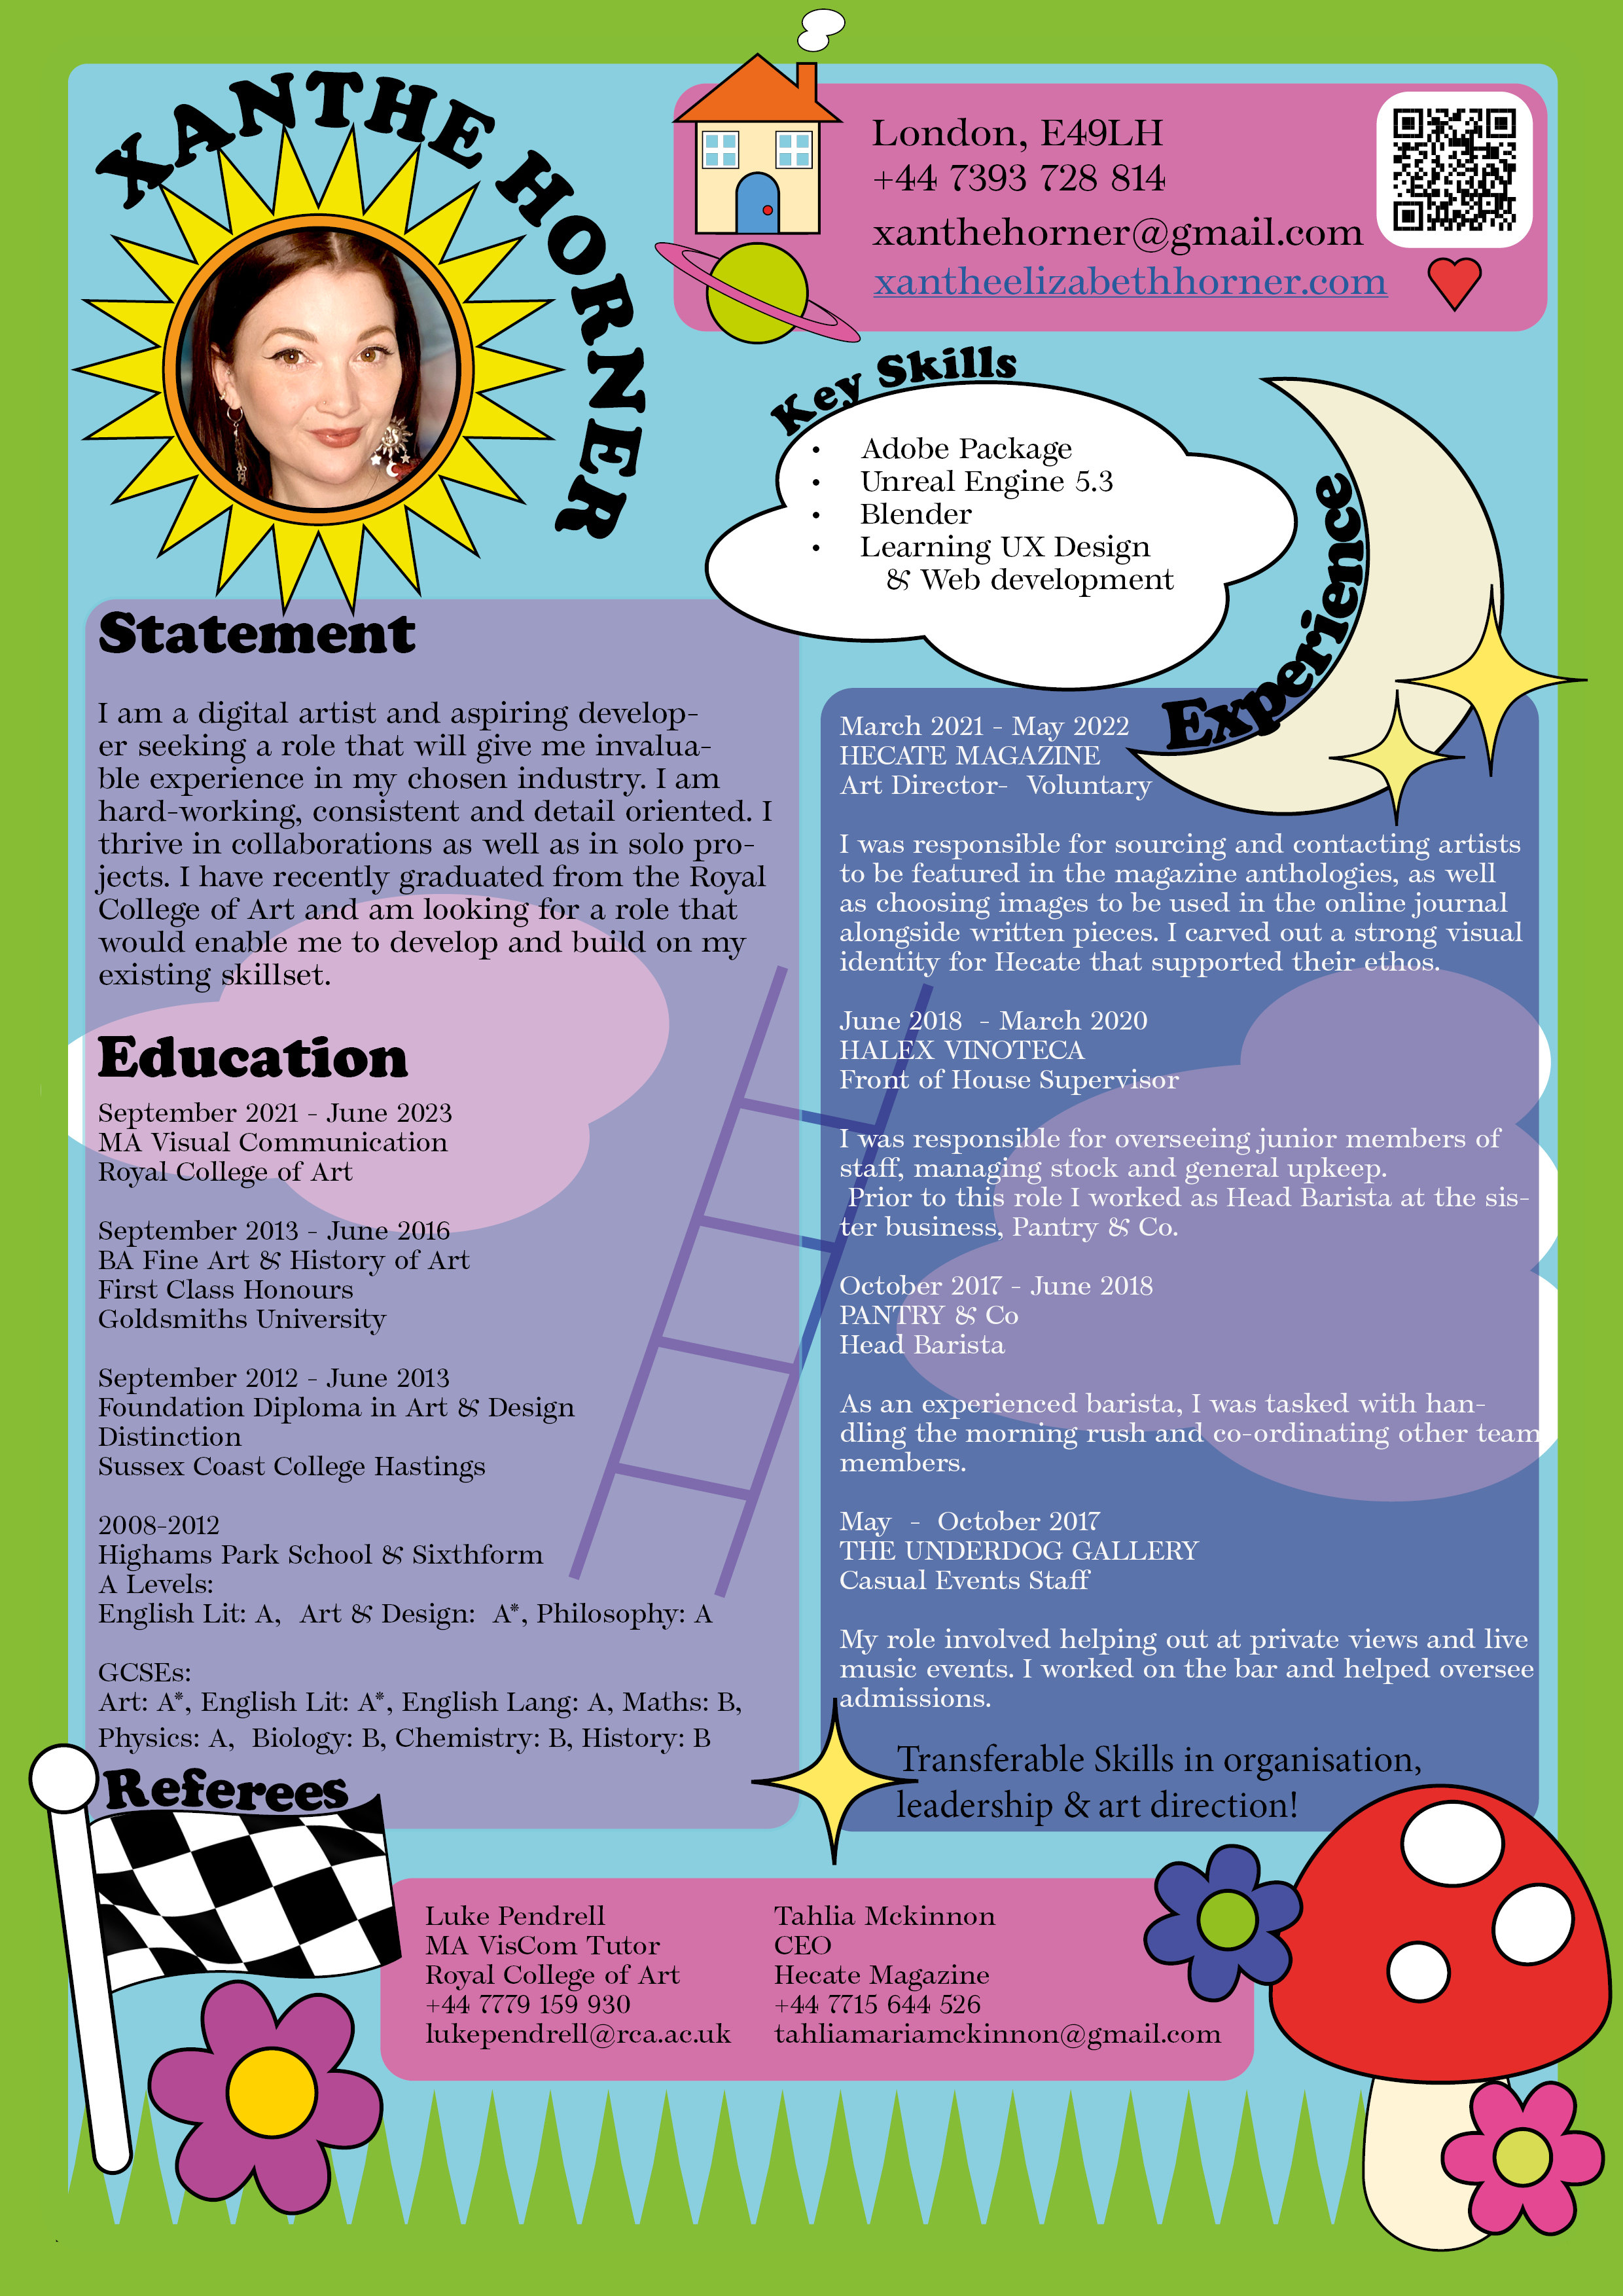 XANTHE HORNER
London, E49LH
+44 7393 728 814
xanthehorner@gmail.com
xantheelizabethhorner.com
Key Skills
• Adobe Package
• Unreal Engine 5.3
• Blender
• Learning UX Design
& Web development
Statement
I am a digital artist and aspiring develop-
er seeking a role that will give me invalua-
ble experience in my chosen industry. I am
hard-working, consistent and detail oriented. I
thrive in collaborations as well as in solo pro-
jects. I have recently graduated from the Royal
College of Art and am looking for a role that
would enable me to develop and build on my
existing skillset.
Education
September 2021 - June 2023
MA Visual Communication
Royal College of Art
September 2013 - June 2016
BA Fine Art & History of Art
First Class Honours
Goldsmiths University
September 2012 - June 2013
Foundation Diploma in Art & Design
Distinction
Sussex Coast College Hastings
2008-2012
Highams Park School & Sixthform
A Levels:
English Lit: A, Art & Design: A*, Philosophy: A
GCSEs:
Art: A*, English Lit: A*, English Lang: A, Maths: B,
Physics: A, Biology: B, Chemistry: B, History: B
Experience
March 2021 - May 2022
HECATE MAGAZINE
Art Director- Voluntary
I was responsible for sourcing and contacting artists
to be featured in the magazine anthologies, as well
as choosing images to be used in the online journal
alongside written pieces. I carved out a strong visual
identity for Hecate that supported their ethos.
June 2018 - March 2020
HALEX VINOTECA
Front of House Supervisor
I was responsible for overseeing junior members of
staff, managing stock and general upkeep.
Prior to this role I worked as Head Barista at the sis-
ter business, Pantry & Co.
October 2017 - June 2018
PANTRY & Co
Head Barista
As an experienced barista, I was tasked with han-
dling the morning rush and co-ordinating other team
members.
May - October 2017
THE UNDERDOG GALLERY
Casual Events Staff
My role involved helping out at private views and live
music events. I worked on the bar and helped oversee
admissions.
Transferable Skills in organisation,
leadership & art direction!
Referees
Luke Pendrell
MA VisCom Tutor
Royal College of Art
+44 7779 159 930
lukependrell@rca.ac.uk
Tahlia Mckinnon
CEO
Hecate Magazine
+44 7715 644 526
tahliamariamckinnon@gmail.com